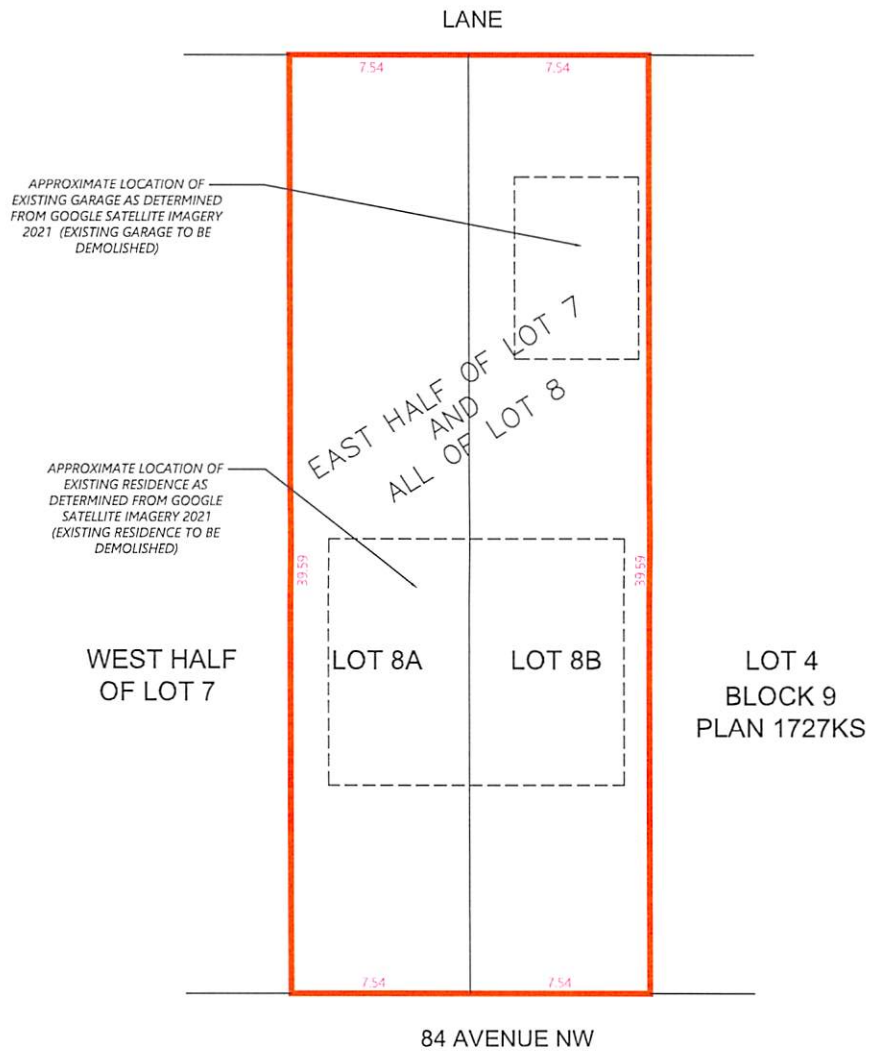 LANE
7.54
7.54
APPROXIMATE LOCATION OF
EXISTING GARAGE AS DETERMINED
FROM GOOGLE SATELLITE IMAGERY
2021 (EXISTING GARAGE TO BE
DEMOLISHED)
EAST HALF OF LOT 7
AND
ALL OF LOT 8
APPROXIMATE LOCATION OF
EXISTING RESIDENCE AS
DETERMINED FROM GOOGLE
SATELLITE IMAGERY 2021
(EXISTING RESIDENCE TO BE
DEMOLISHED)
39.59
39.59
WEST HALF
OF LOT 7
LOT 8A
LOT 8B
LOT 4
BLOCK 9
PLAN 1727KS
7.54
7.54
84 AVENUE NW